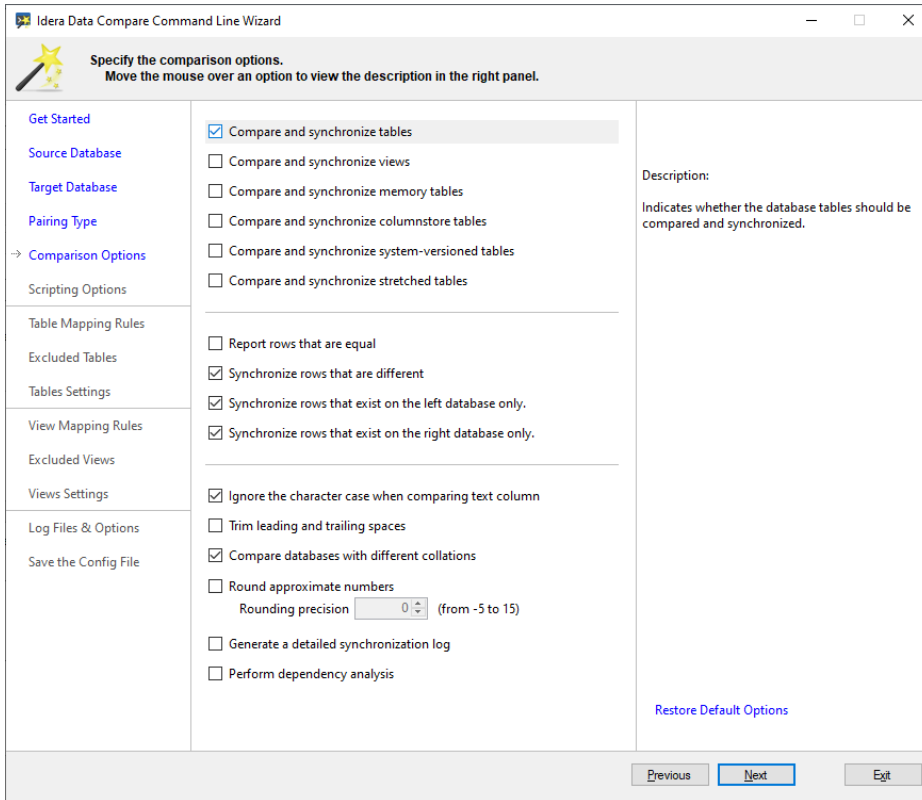 Idera Data Compare Command Line Wizard
Specify the comparison options.
Move the mouse over an option to view the description in the right panel.
Get Started
Source Database
Target Database
Pairing Type
Comparison Options
Scripting Options
Table Mapping Rules
Excluded Tables
Tables Settings
View Mapping Rules
Excluded Views
Views Settings
Log Files & Options
Save the Config File
Compare and synchronize tables
Compare and synchronize views
Compare and synchronize memory tables
Compare and synchronize columnstore tables
Compare and synchronize system-versioned tables
Compare and synchronize stretched tables
Report rows that are equal
Synchronize rows that are different
Synchronize rows that exist on the left database only.
Synchronize rows that exist on the right database only.
Ignore the character case when comparing text column
Trim leading and trailing spaces
Compare databases with different collations
Round approximate numbers
Rounding precision 0 (from -5 to 15)
Generate a detailed synchronization log
Perform dependency analysis
Description:
Indicates whether the database tables should be
compared and synchronized.
Restore Default Options
Previous Next Exit